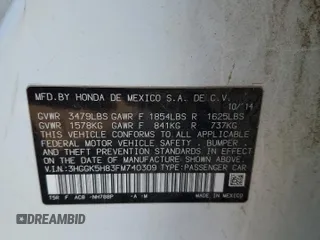 MFD.BY HONDA DE MEXICO S.A. DE C.V.
10/14
GVWR 3479LBS GAWR F 1854LBS R 1625LBS
GVWR 1578KG GAWR F 841KG R 737KG
THIS VEHICLE CONFORMS TO ALL APPLICABLE
FEDERAL MOTOR VEHICLE SAFETY, BUMPER,
AND THEFT PREVENTION STANDARDS IN EFFECT
ON THE DATE OF MANUFACTURE SHOWN ABOVE.
V.I.N.:3HGGK5H83FM740309 TYPE:PASSENGER CAR
MADE IN MEXICO